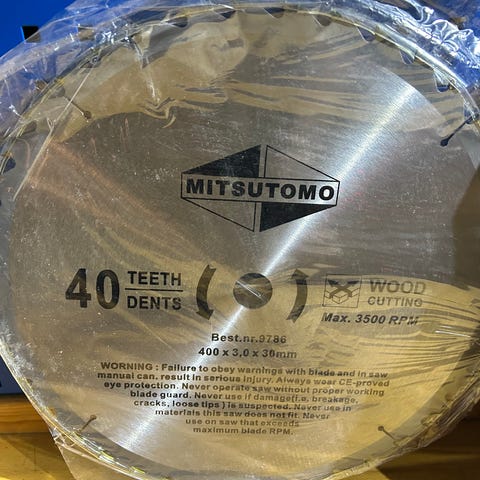 MITSUTOMO
40 TEETH
DENTS
WOOD
CUTTING
Max. 3500 RPM
Best.nr.9786
400 x 3,0 x 30mm
WARNING : Failure to obey warnings with blade and in saw
manual can. result in serious injury. Always wear CE-proved
eye protection. Never operate saw without proper working
blade guard. Never use if damage(i.e. breakage,
cracks, loose tips ) is suspected. Never use in
materials this saw does not fit. Never
use on saw that exceeds
maximum blade RPM.